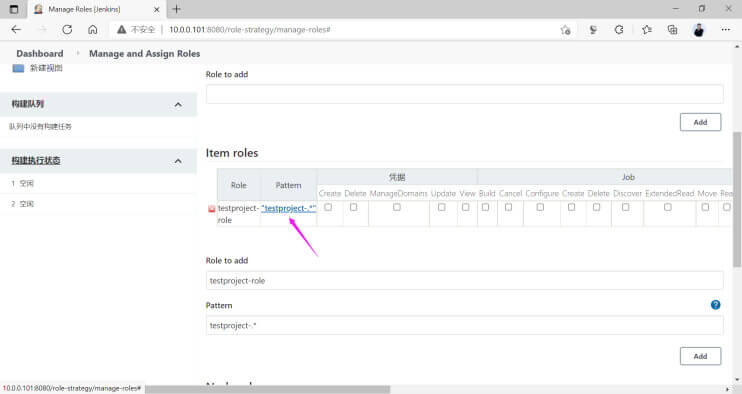 Manage Roles [Jenkins]
不安全 10.0.0.101:8080/role-strategy/manage-roles#
Dashboard Manage and Assign Roles
新建视图
构建队列
队列中没有构建任务
构建执行状态
1 空闲
2 空闲
Role to add
Add
Item roles
凭据 Job
Role Pattern
Create Delete ManageDomains Update View Build Cancel Configure Create Delete Discover ExtendedRead Move Rea
testproject-role "testproject-.*"
Role to add
testproject-role
Pattern
testproject-.*
Add
10.0.0.101:8080/role-strategy/manage-roles#